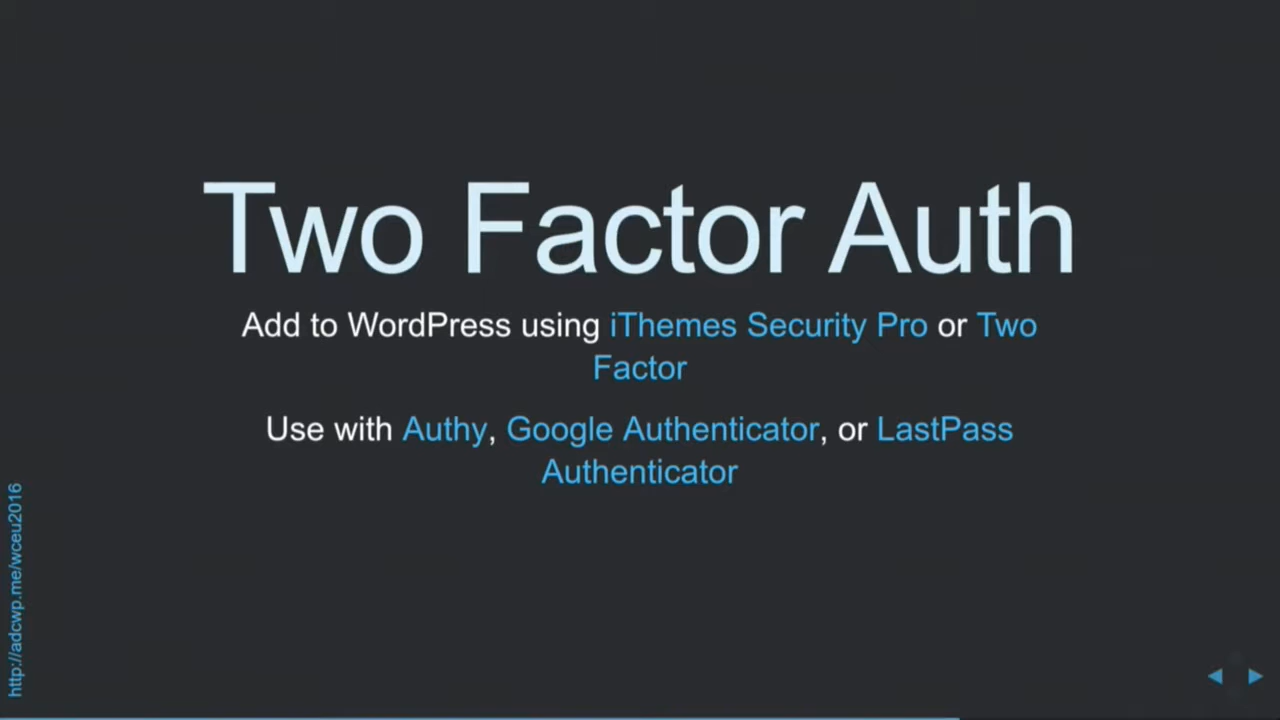 Two Factor Auth
Add to WordPress using iThemes Security Pro or Two
Factor
Use with Authy, Google Authenticator, or LastPass
Authenticator
http://adcwp.me/wceu2016